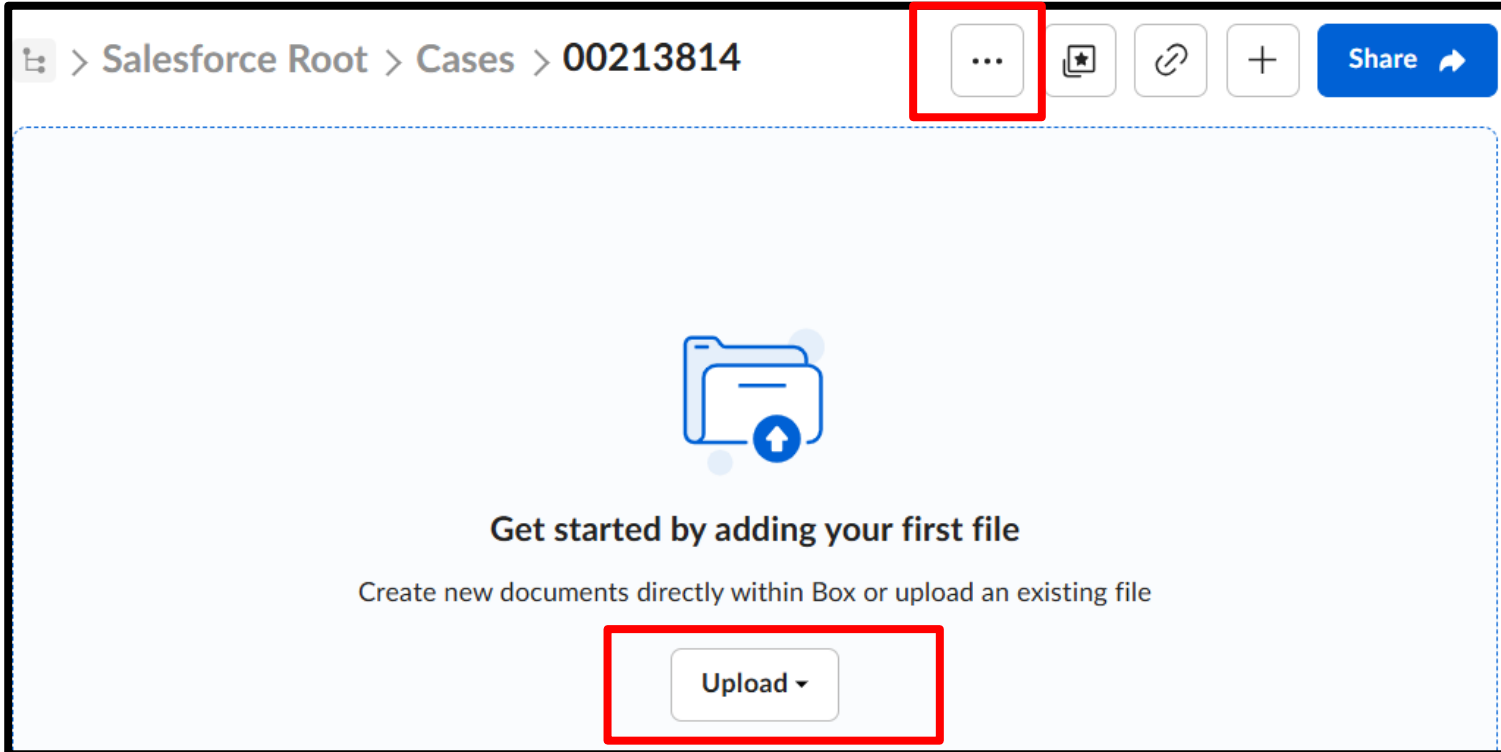 > Salesforce Root > Cases > 00213814
... + Share
Get started by adding your first file
Create new documents directly within Box or upload an existing file
Upload